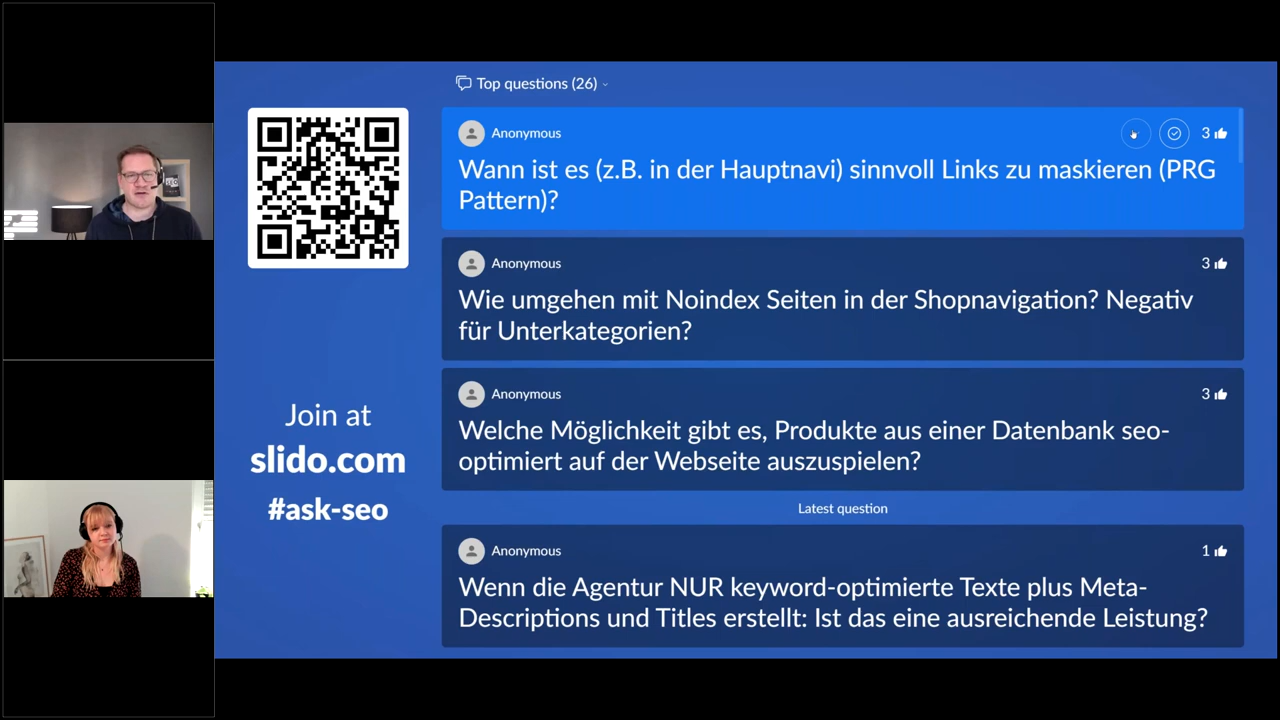 Top questions (26)
Anonymous
3
Wann ist es (z.B. in der Hauptnavi) sinnvoll Links zu maskieren (PRG
Pattern)?
Anonymous
3
Wie umgehen mit Noindex Seiten in der Shopnavigation? Negativ
für Unterkategorien?
Anonymous
3
Welche Möglichkeit gibt es, Produkte aus einer Datenbank seo-
optimiert auf der Webseite auszuspielen?
Latest question
Anonymous
1
Wenn die Agentur NUR keyword-optimierte Texte plus Meta-
Descriptions und Titles erstellt: Ist das eine ausreichende Leistung?
Join at
slido.com
#ask-seo